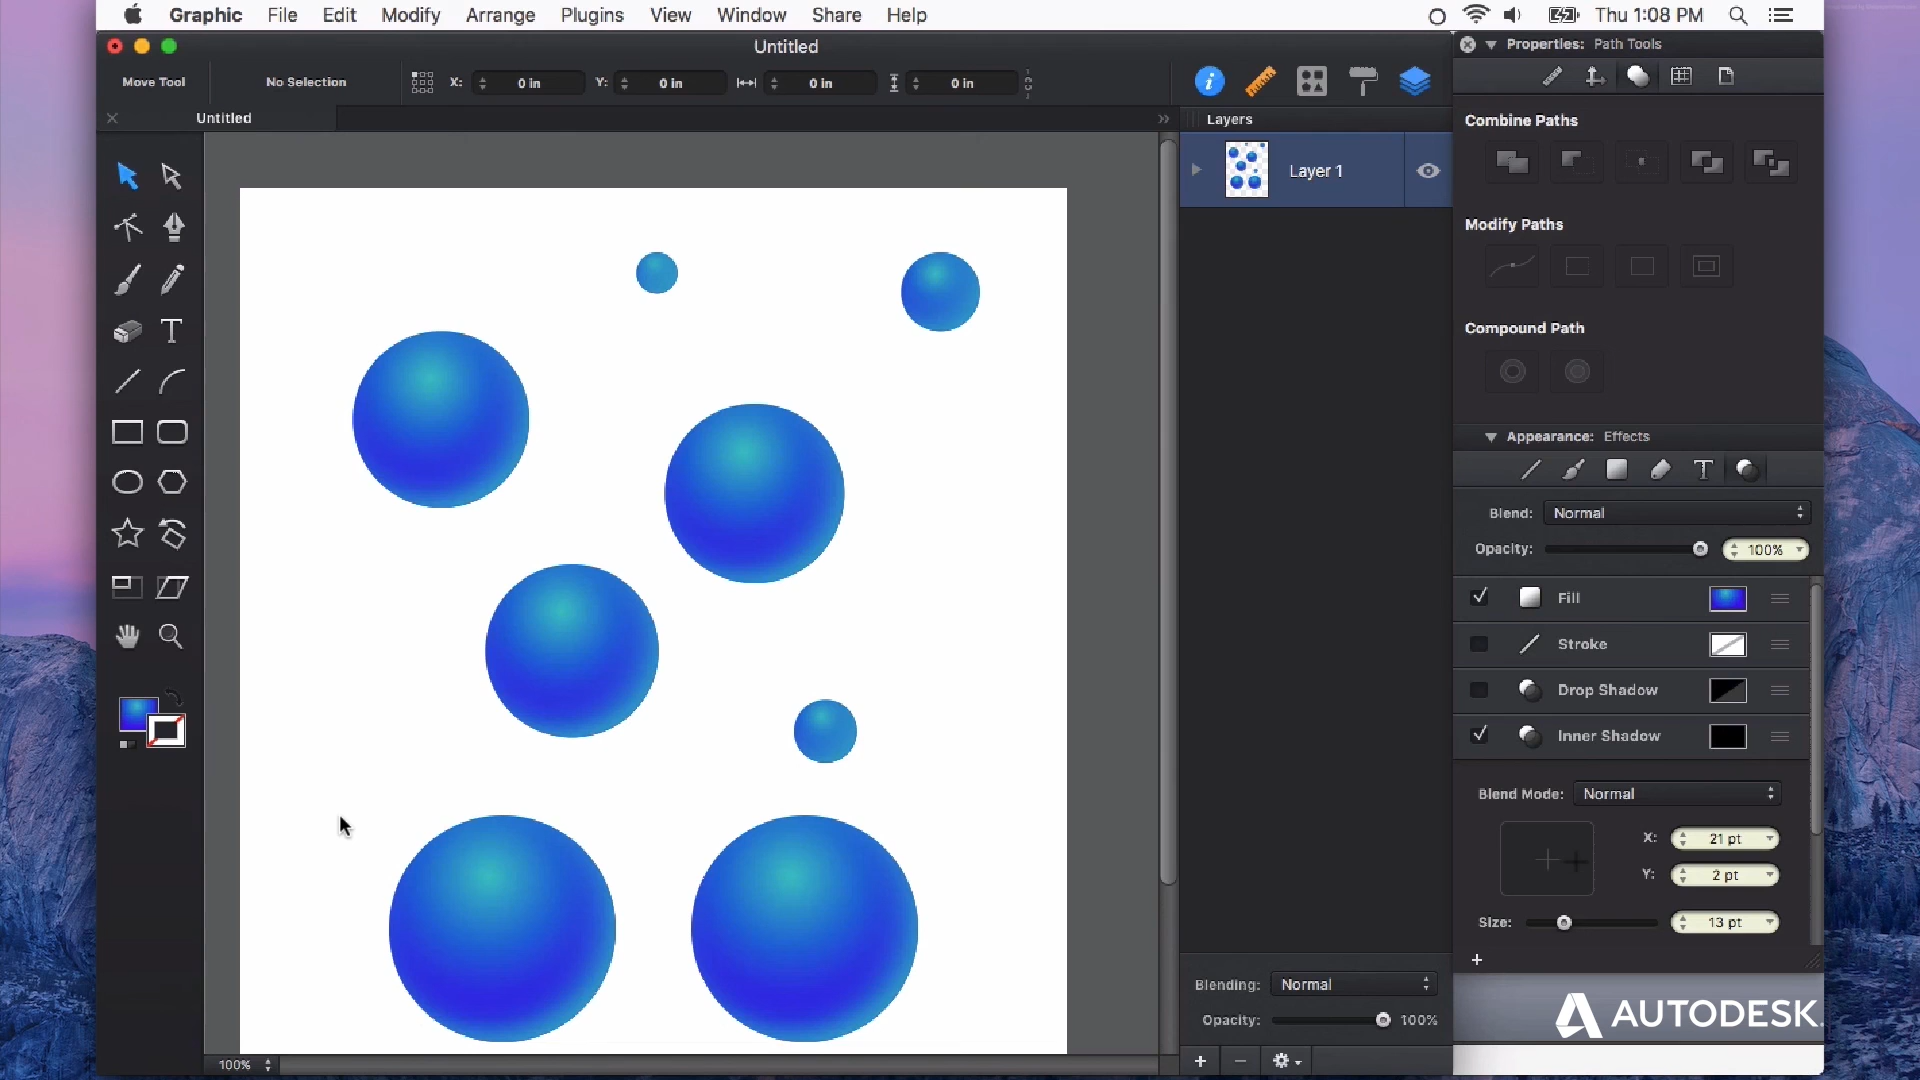 Graphic File Edit Modify Arrange Plugins View Window Share Help Thu 1:08 PM
Untitled
Properties: Path Tools
Move Tool No Selection X: 0 in Y: 0 in 0 in 0 in
Untitled
Layers
Layer 1
Combine Paths
Modify Paths
Compound Path
Appearance: Effects
Blend: Normal
Opacity: 100%
Fill
Stroke
Drop Shadow
Inner Shadow
Blend Mode: Normal
X: 21 pt
Y: 2 pt
Size: 13 pt
Blending: Normal
Opacity: 100%
AUTODESK.
100%